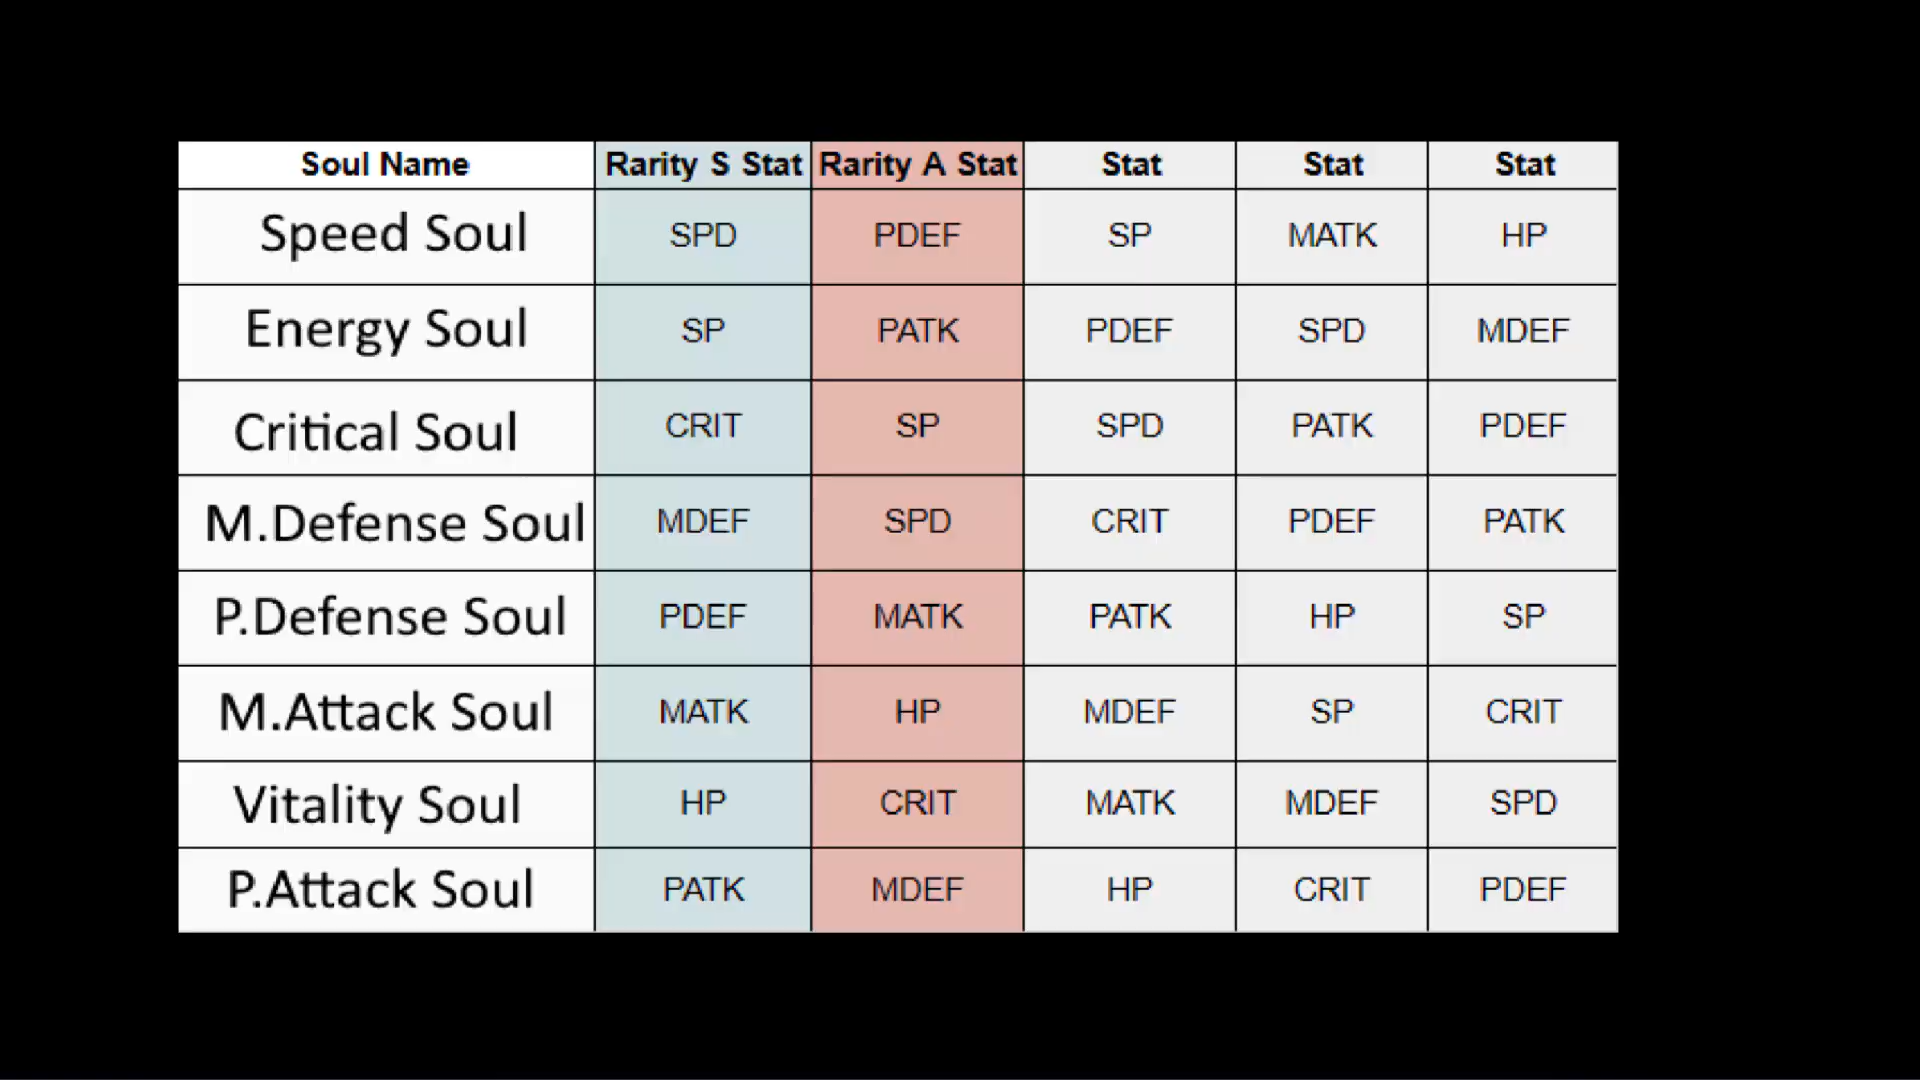 Soul Name Rarity S Stat Rarity A Stat Stat Stat Stat
Speed Soul SPD PDEF SP MATK HP
Energy Soul SP PATK PDEF SPD MDEF
Critical Soul CRIT SP SPD PATK PDEF
M.Defense Soul MDEF SPD CRIT PDEF PATK
P.Defense Soul PDEF MATK PATK HP SP
M.Attack Soul MATK HP MDEF SP CRIT
Vitality Soul HP CRIT MATK MDEF SPD
P.Attack Soul PATK MDEF HP CRIT PDEF